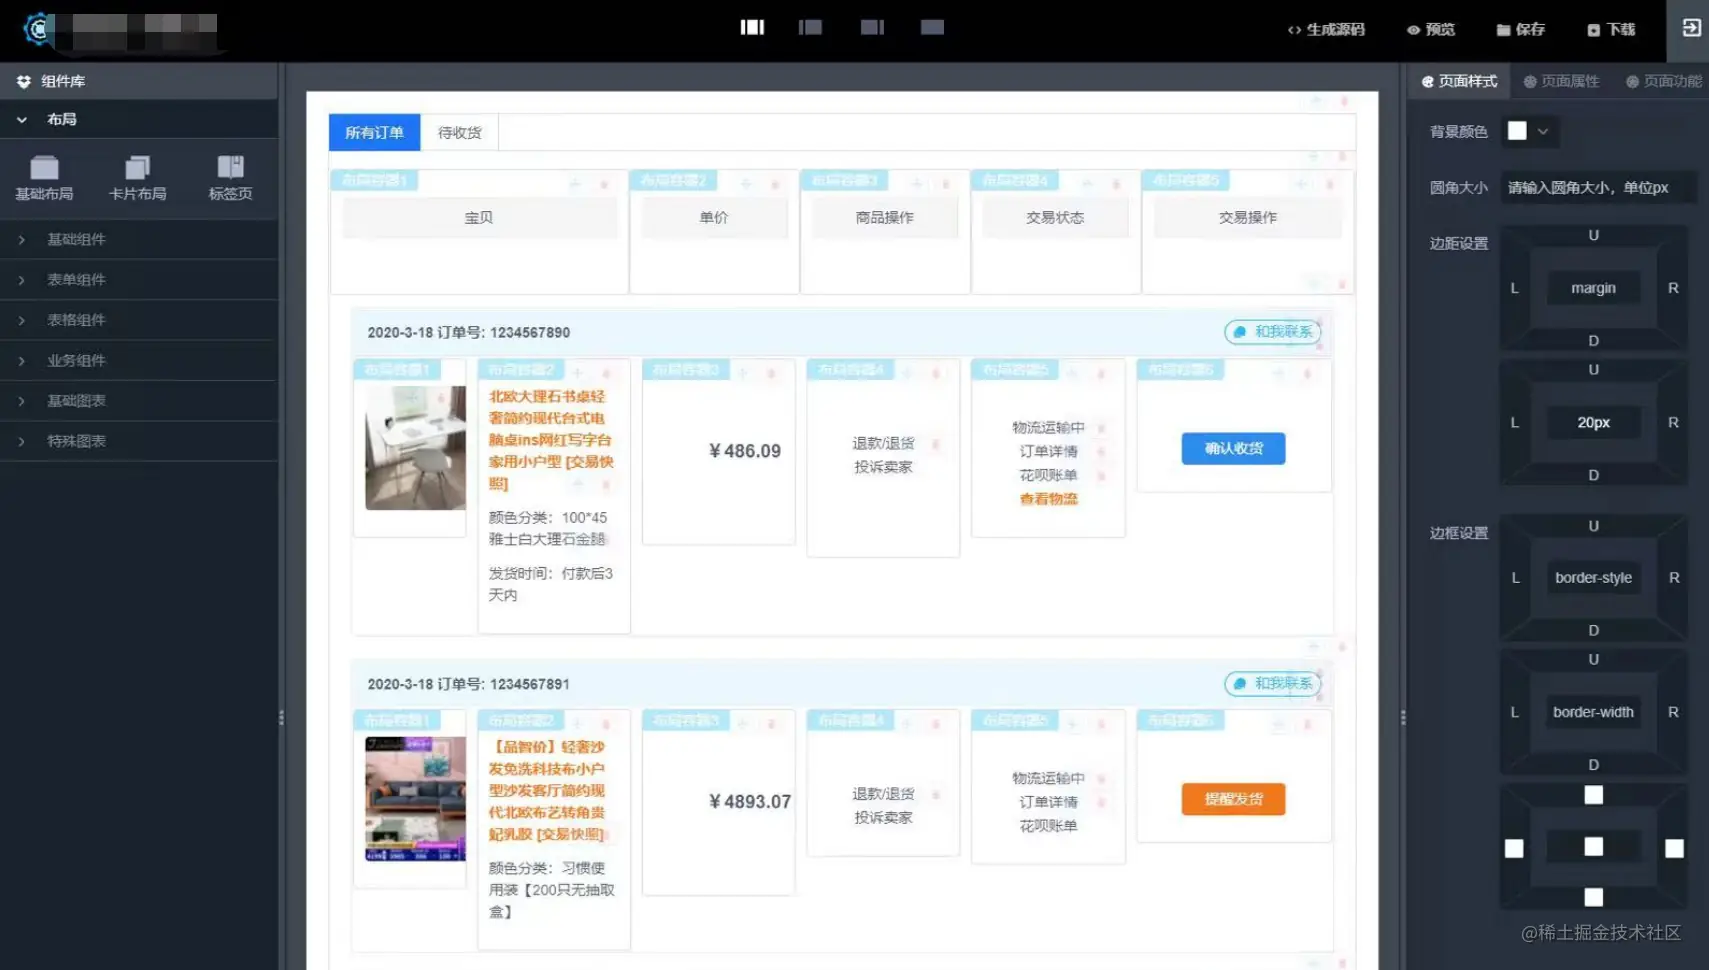 生成源码
预览
保存
下载
组件库
布局
基础布局
卡片布局
标签页
基础组件
表单组件
表格组件
业务组件
基础图表
特殊图表
所有订单
待收货
布局容器1
布局容器2
布局容器3
布局容器4
布局容器5
宝贝
单价
商品操作
交易状态
交易操作
2020-3-18 订单号: 1234567890
和我联系
布局容器1
布局容器2
布局容器3
布局容器4
布局容器5
布局容器6
北欧大理石书桌轻
奢简约现代台式电
脑桌ins网红写字台
家用小户型 [交易快
照]
颜色分类：100*45
雅士白大理石金腿
发货时间：付款后3
天内
¥486.09
退款/退货
投诉卖家
物流运输中
订单详情
花呗账单
查看物流
确认收货
2020-3-18 订单号: 1234567891
和我联系
布局容器1
布局容器2
布局容器3
布局容器4
布局容器5
布局容器6
【品智价】轻奢沙
发免洗科技布小户
型沙发客厅简约现
代北欧布艺转角贵
妃乳胶 [交易快照]
颜色分类：习惯使
用装【200只无抽取
盒】
¥4893.07
退款/退货
投诉卖家
物流运输中
订单详情
花呗账单
提醒发货
页面样式
页面属性
页面功能
背景颜色
圆角大小
请输入圆角大小，单位px
边距设置
U
L
margin
R
D
U
L
20px
R
D
边框设置
U
L
border-style
R
D
U
L
border-width
R
D
@稀土掘金技术社区